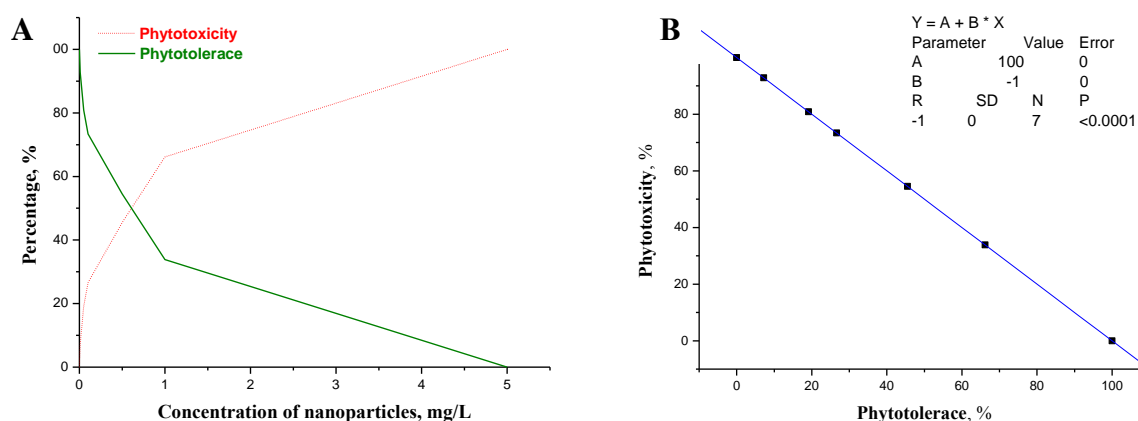 A
Phytotoxicity
Phytotolerace
00
80
60
40
20
0
Percentage, %
0 1 2 3 4 5
Concentration of nanoparticles, mg/L
B
Y = A + B * X
Parameter Value Error
A 100 0
B -1 0
R SD N P
-1 0 7 <0.0001
80
60
40
20
0
Phytotoxicity, %
0 20 40 60 80 100
Phytotolerace, %